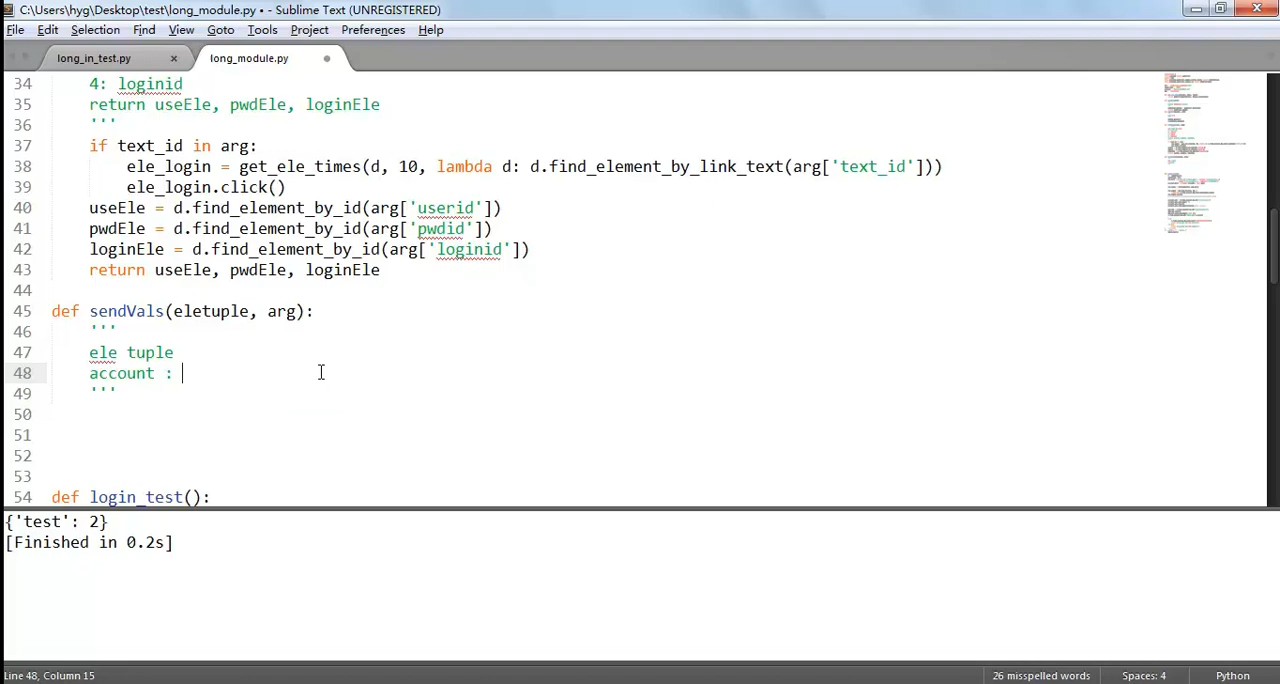 C:\Users\hyg\Desktop\test\long_module.py • - Sublime Text (UNREGISTERED)
File Edit Selection Find View Goto Tools Project Preferences Help
long_in_test.py × long_module.py
34 4: loginid
35 return useEle, pwdEle, loginEle
36 '''
37 if text_id in arg:
38 ele_login = get_ele_times(d, 10, lambda d: d.find_element_by_link_text(arg['text_id']))
39 ele_login.click()
40 useEle = d.find_element_by_id(arg['userid'])
41 pwdEle = d.find_element_by_id(arg['pwdid'])
42 loginEle = d.find_element_by_id(arg['loginid'])
43 return useEle, pwdEle, loginEle
44
45 def sendVals(eletuple, arg):
46 '''
47 ele tuple
48 account :
49 '''
50
51
52
53
54 def login_test():
{'test': 2}
[Finished in 0.2s]
Line 48, Column 15 26 misspelled words Spaces: 4 Python